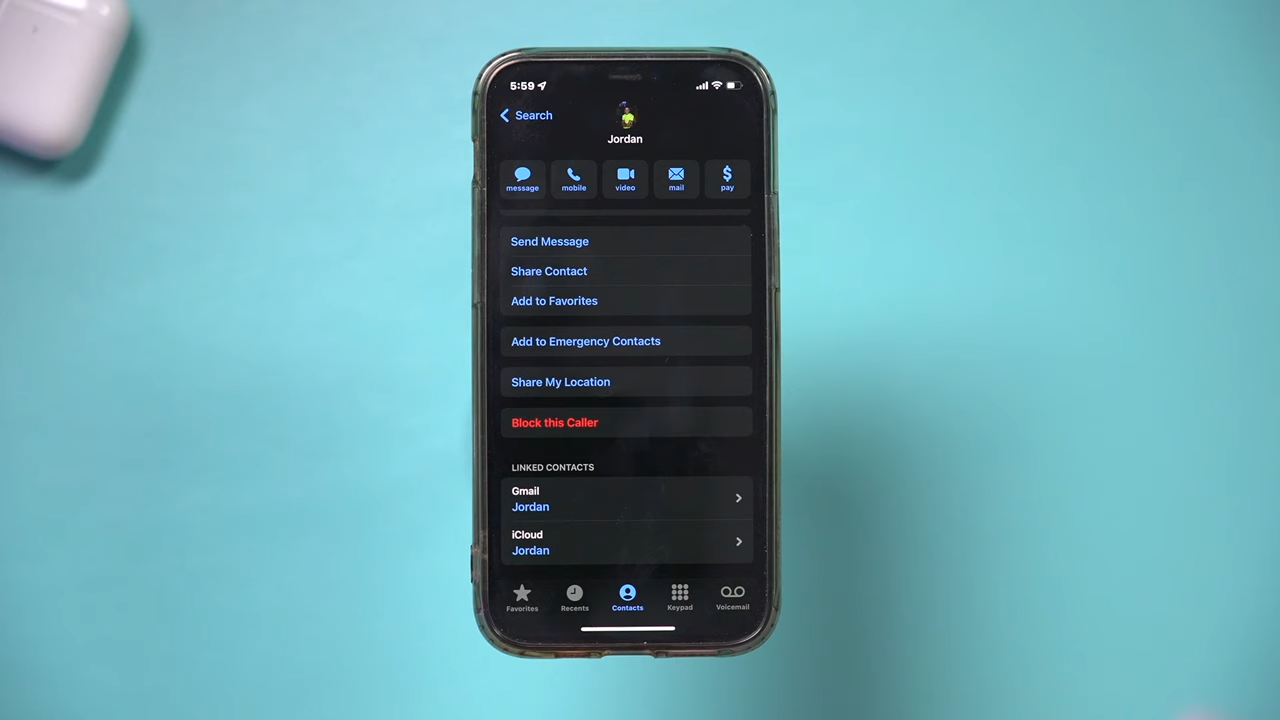 5:59
Search
Jordan
message mobile video mail pay
Send Message
Share Contact
Add to Favorites
Add to Emergency Contacts
Share My Location
Block this Caller
LINKED CONTACTS
Gmail
Jordan
iCloud
Jordan
Favorites Recents Contacts Keypad Voicemail